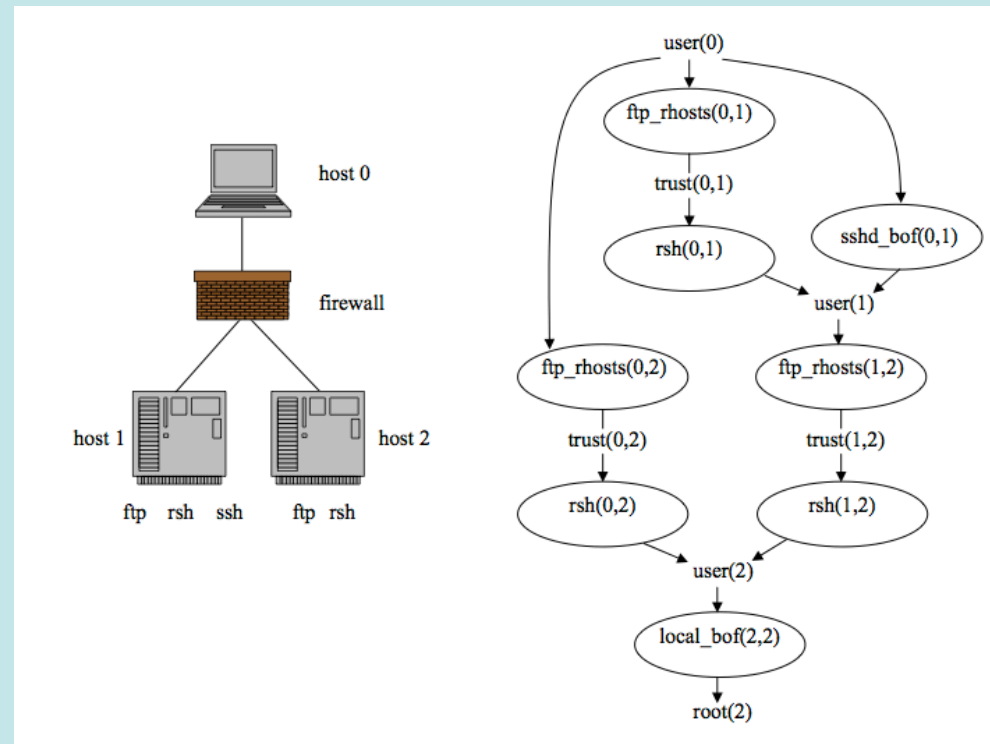 host 0
firewall
host 1
host 2
ftp rsh ssh
ftp rsh
user(0)
ftp_rhosts(0,1)
trust(0,1)
rsh(0,1)
sshd_bof(0,1)
user(1)
ftp_rhosts(0,2)
ftp_rhosts(1,2)
trust(0,2)
trust(1,2)
rsh(0,2)
rsh(1,2)
user(2)
local_bof(2,2)
root(2)